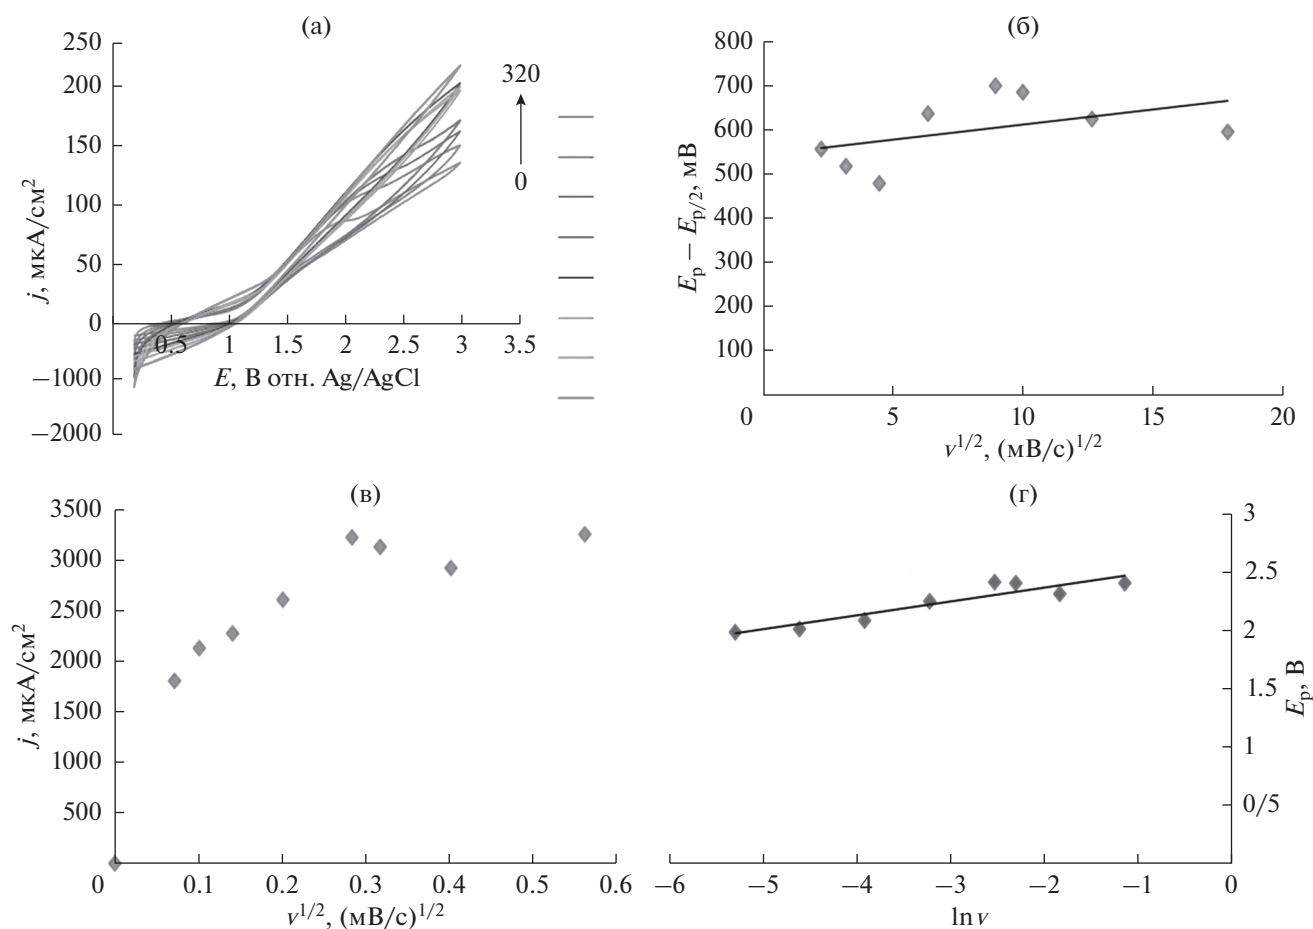 (а)
250
200
150
100
50
0
−1000
−2000
j, мкА/см²
0.5 1 1.5 2 2.5 3 3.5
E, В отн. Ag/AgCl
320
0
(б)
800
700
600
500
400
300
200
100
0 5 10 15 20
E_p − E_p/2, мВ
v^1/2, (мВ/с)^1/2
(в)
3500
3000
2500
2000
1500
1000
500
0 0.1 0.2 0.3 0.4 0.5 0.6
j, мкА/см²
v^1/2, (мВ/с)^1/2
(г)
3
2.5
2
1.5
1
0/5
E_p, В
−6 −5 −4 −3 −2 −1 0
ln v